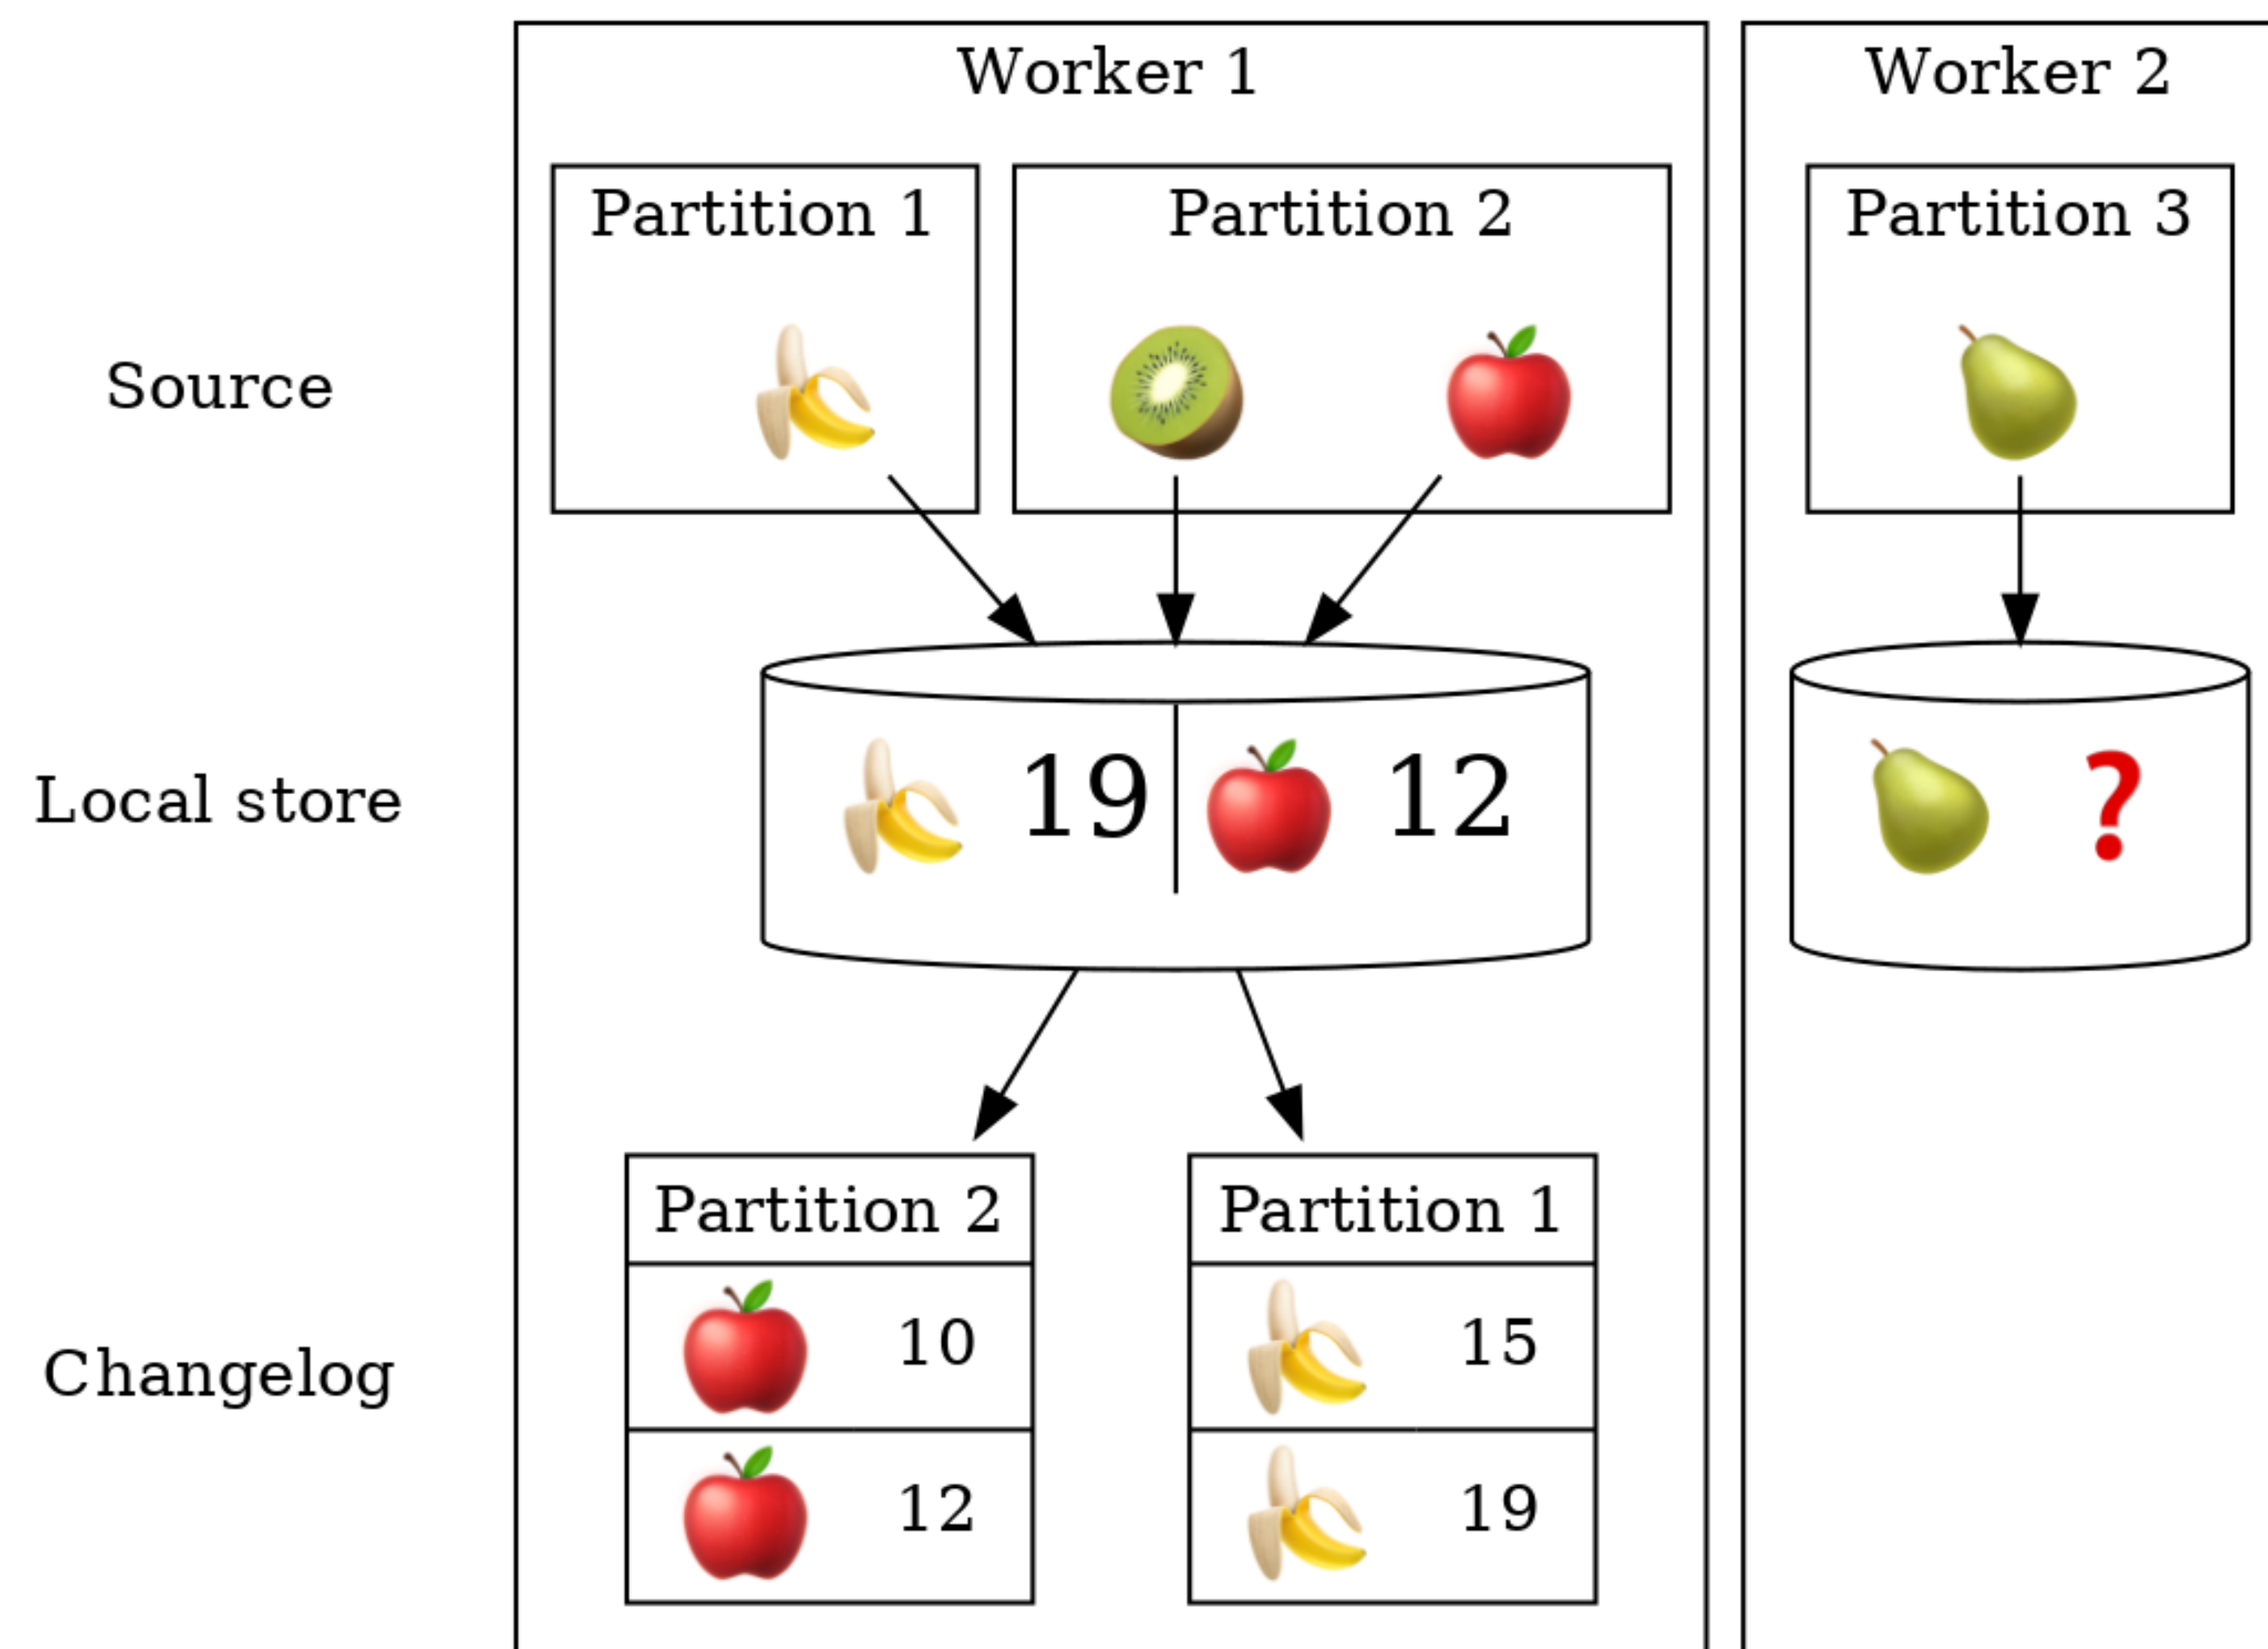 Worker 1
Worker 2
Partition 1
Partition 2
Partition 3
Source
Local store
19
12
?
Partition 2
Partition 1
Changelog
10
15
12
19